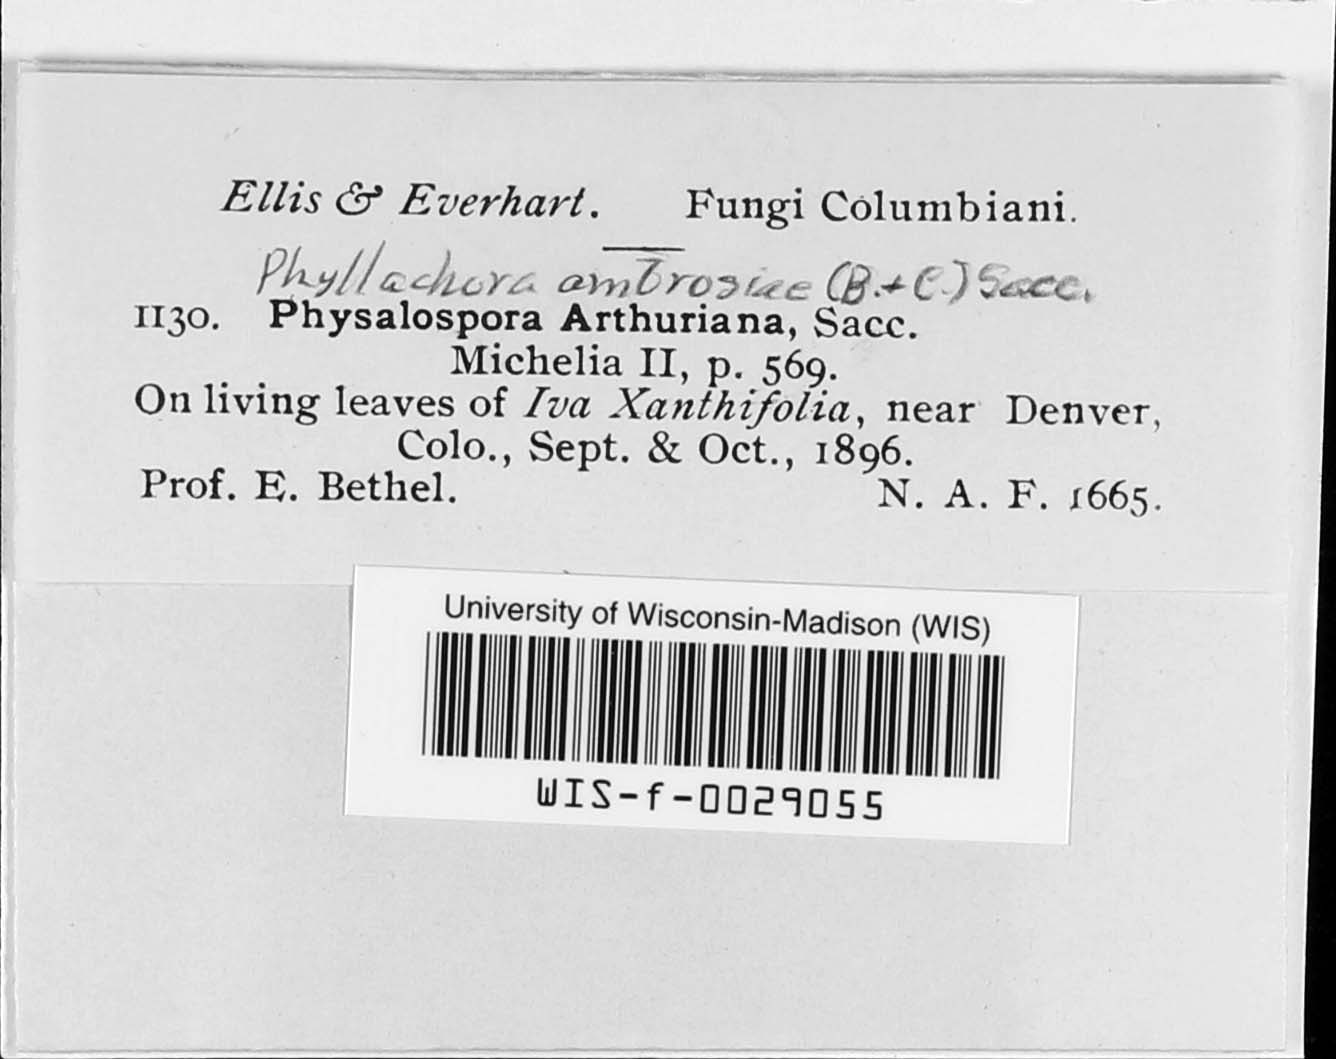 Ellis & Everhart. Fungi Columbiani.
Phyllachora ambrosiae (B.+C.) Sacc.
1130. Physalospora Arthuriana, Sacc.
Michelia II, p. 569.
On living leaves of Iva Xanthifolia, near Denver,
Colo., Sept. & Oct., 1896.
Prof. E. Bethel. N. A. F. 1665.
University of Wisconsin-Madison (WIS)
WIS-f-0029055